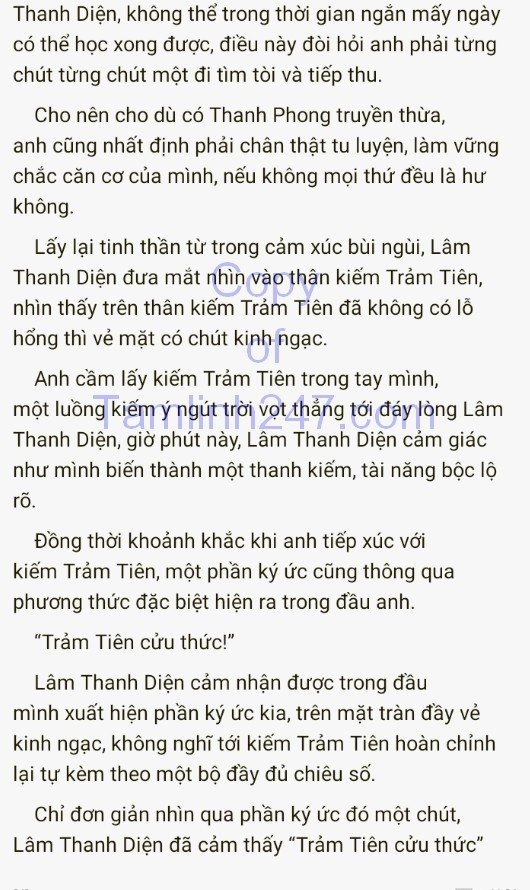 Thanh Diện, không thể trong thời gian ngắn mấy ngày
có thể học xong được, điều này đòi hỏi anh phải từng
chút từng chút một đi tìm tòi và tiếp thu.
Cho nên cho dù có Thanh Phong truyền thừa,
anh cũng nhất định phải chân thật tu luyện, làm vững
chắc căn cơ của mình, nếu không mọi thứ đều là hư
không.
Lấy lại tinh thần từ trong cảm xúc bùi ngùi, Lâm
Thanh Diện đưa mắt nhìn vào thân kiếm Trảm Tiên,
nhìn thấy trên thân kiếm Trảm Tiên đã không có lỗ
hổng thì vẻ mặt có chút kinh ngạc.
Copy
of
Tamlinh247.com
Anh cầm lấy kiếm Trảm Tiên trong tay mình,
một luồng kiếm ý ngút trời vọt thẳng tới đáy lòng Lâm
Thanh Diện, giờ phút này, Lâm Thanh Diện cảm giác
như mình biến thành một thanh kiếm, tài năng bộc lộ
rõ.
Đồng thời khoảnh khắc khi anh tiếp xúc với
kiếm Trảm Tiên, một phần ký ức cũng thông qua
phương thức đặc biệt hiện ra trong đầu anh.
“Trảm Tiên cửu thức!”
Lâm Thanh Diện cảm nhận được trong đầu
mình xuất hiện phần ký ức kia, trên mặt tràn đầy vẻ
kinh ngạc, không nghĩ tới kiếm Trảm Tiên hoàn chỉnh
lại tự kèm theo một bộ đầy đủ chiêu số.
Chỉ đơn giản nhìn qua phần ký ức đó một chút,
Lâm Thanh Diện đã cảm thấy “Trảm Tiên cửu thức”